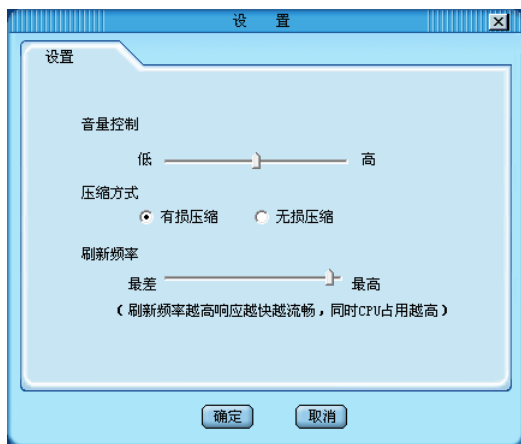 设 置
设置
音量控制
低 高
压缩方式
有损压缩 无损压缩
刷新频率
最差 最高
(刷新频率越高响应越快越流畅，同时CPU占用越高)
确定 取消